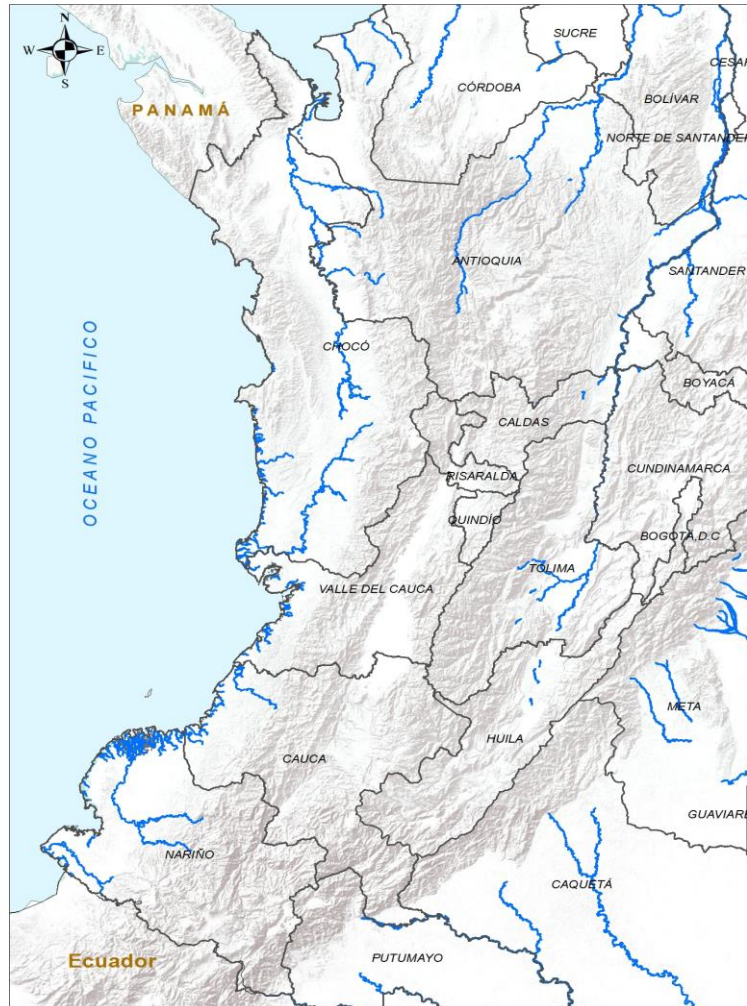 N
W E
S
SUCRE
CESAR
CÓRDOBA
BOLÍVAR
PANAMÁ
NORTE DE SANTANDER
ANTIOQUIA
SANTANDER
OCEANO PACIFICO
CHOCÓ
BOYACÁ
CALDAS
CUNDINAMARCA
RISARALDA
QUINDÍO
BOGOTÁ,D.C
TOLIMA
VALLE DEL CAUCA
META
HUILA
CAUCA
GUAVIARE
NARIÑO
CAQUETÁ
Ecuador
PUTUMAYO